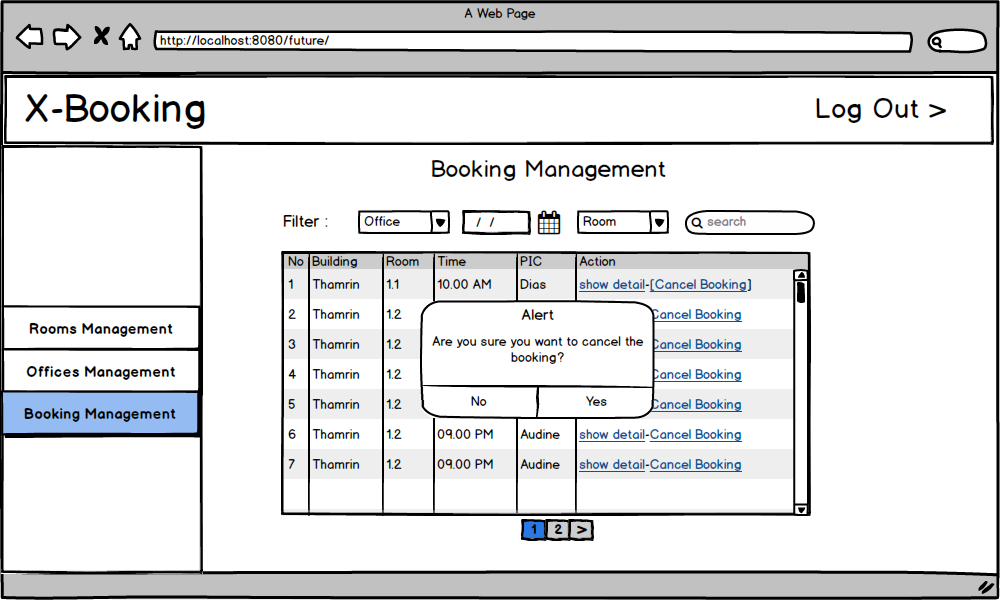 A Web Page
http://localhost:8080/future/
X-Booking
Log Out >
Booking Management
Filter :
Office
/ /
Room
search
No Building Room Time PIC Action
1 Thamrin 1.1 10.00 AM Dias show detail-[Cancel Booking]
2 Thamrin 1.2 Cancel Booking
3 Thamrin 1.2 Cancel Booking
4 Thamrin 1.2 Cancel Booking
5 Thamrin 1.2 Cancel Booking
6 Thamrin 1.2 09.00 PM Audine show detail-Cancel Booking
7 Thamrin 1.2 09.00 PM Audine show detail-Cancel Booking
Alert
Are you sure you want to cancel the
booking?
No Yes
Rooms Management
Offices Management
Booking Management
1 2 >